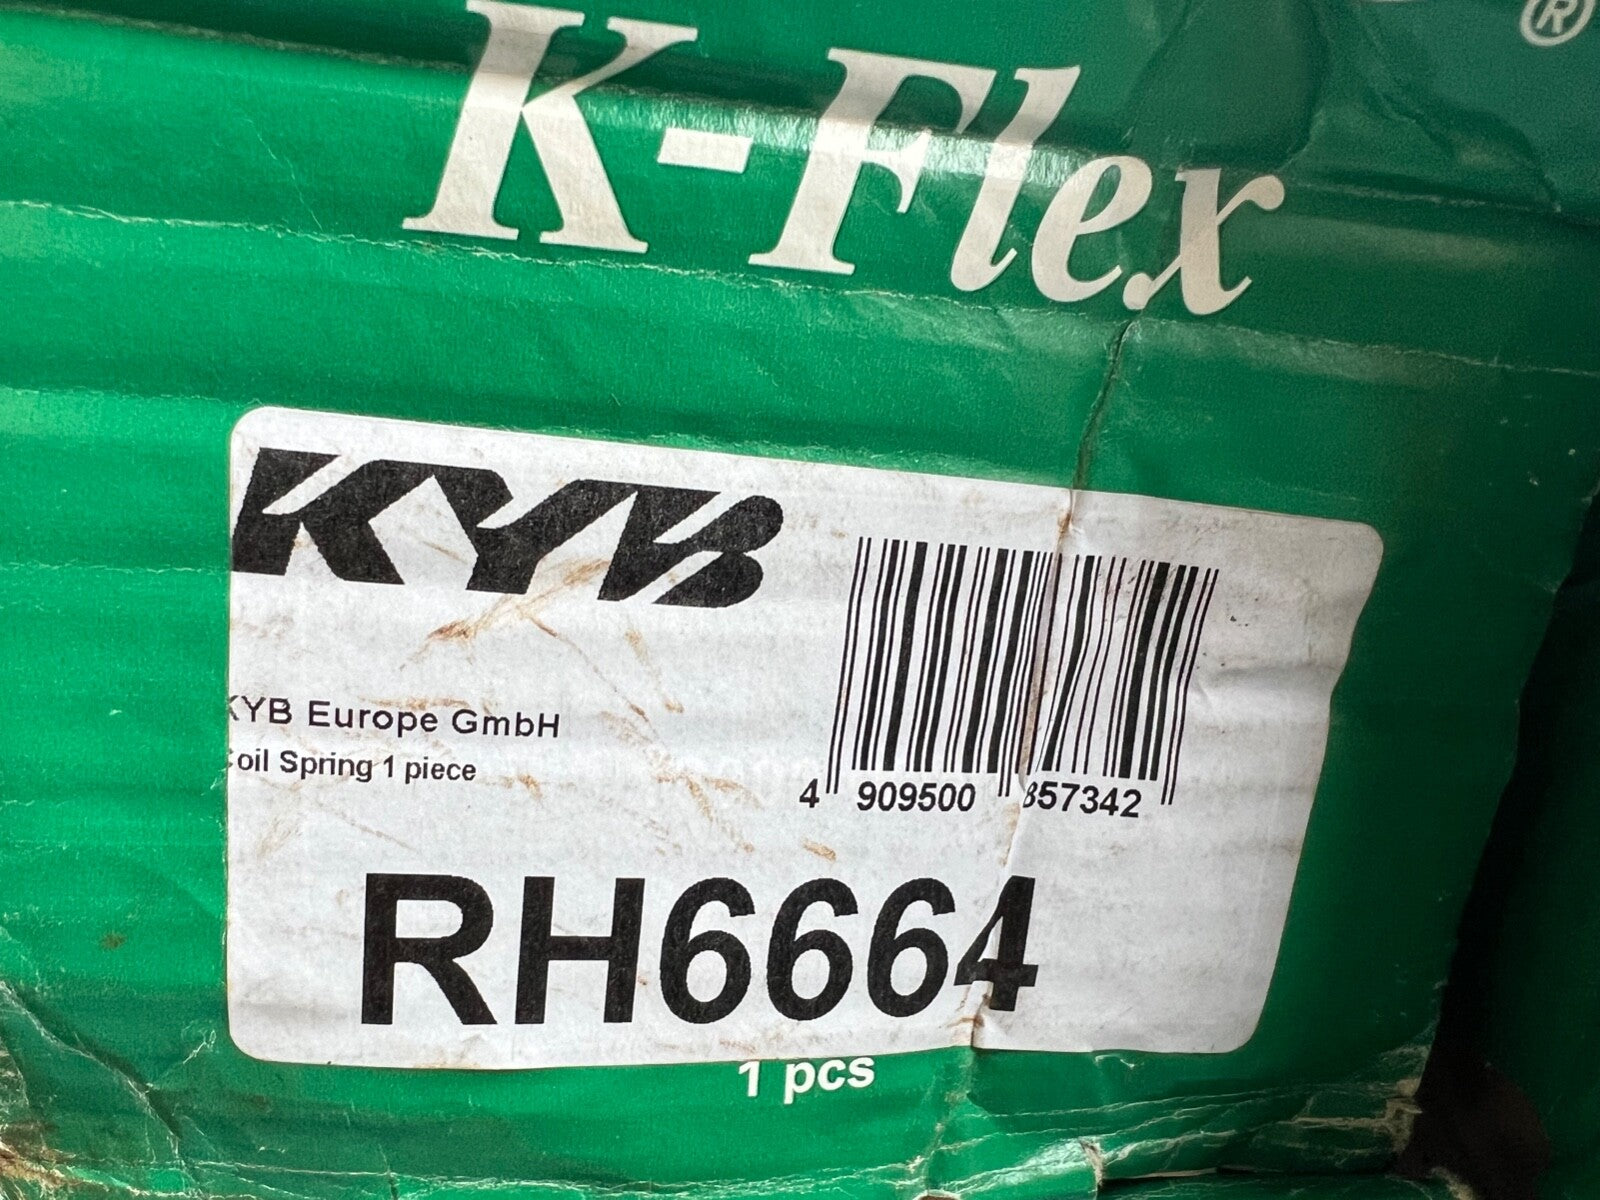 K-Flex
®
KYB
KYB Europe GmbH
Coil Spring 1 piece
4 909500 857342
RH6664
1 pcs